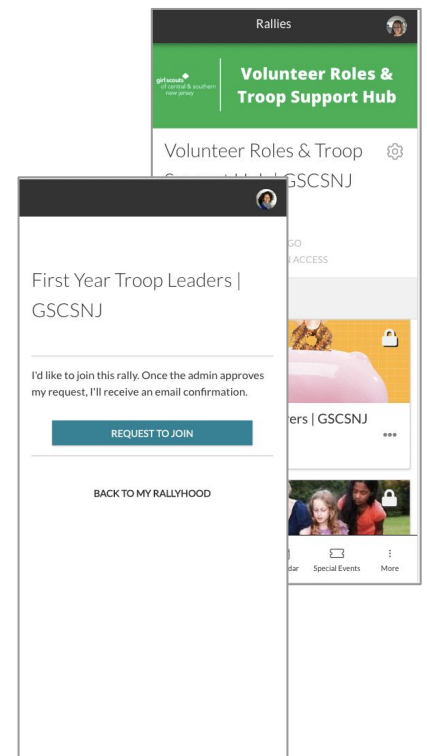 Rallies
girl scouts
of central & southern
new jersey
Volunteer Roles &
Troop Support Hub
Volunteer Roles & Troop
GSCSNJ
GO
ACCESS
ers | GSCSNJ
dar
Special Events
More
First Year Troop Leaders |
GSCSNJ
I'd like to join this rally. Once the admin approves
my request, I'll receive an email confirmation.
REQUEST TO JOIN
BACK TO MY RALLYHOOD